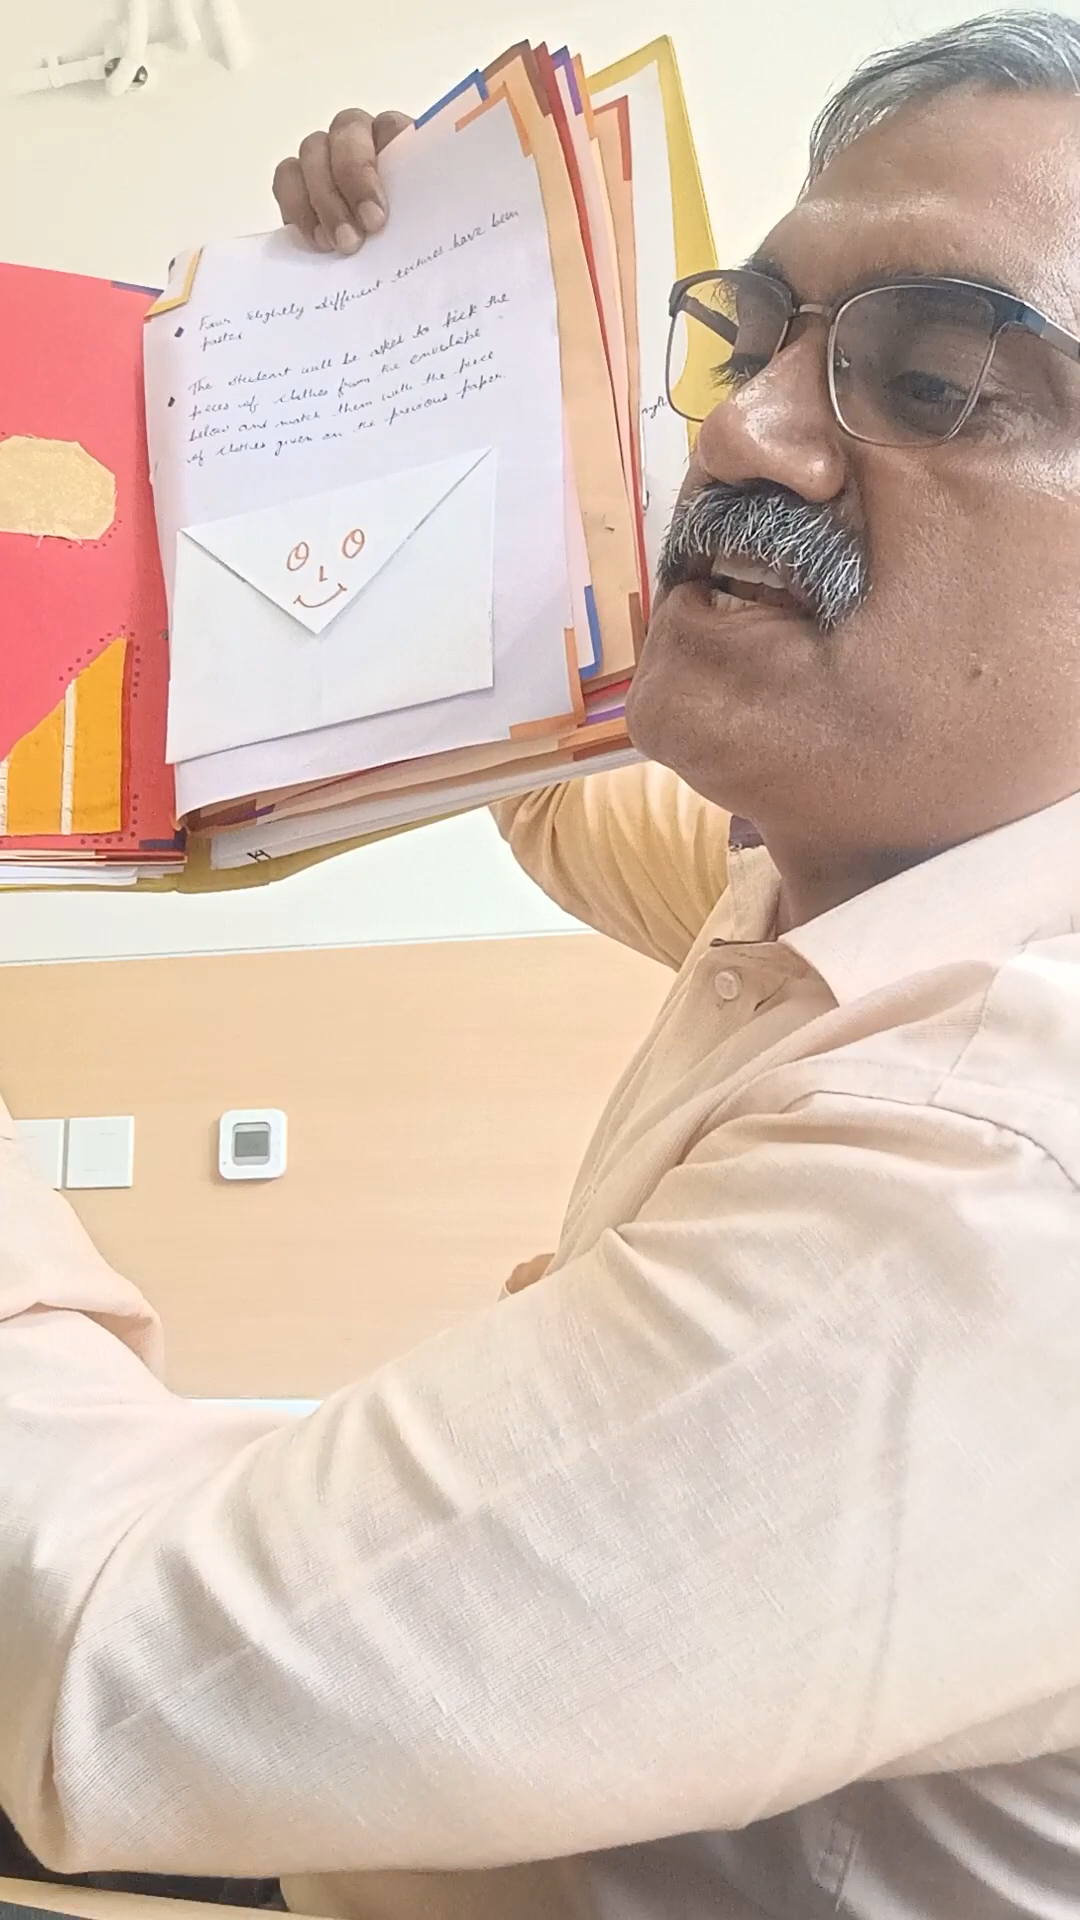 Four slightly different textures have been
pasted
The student will be asked to pick the
pieces of clothes from the envelope
below and match them with the piece
of clothes given on the previous paper.